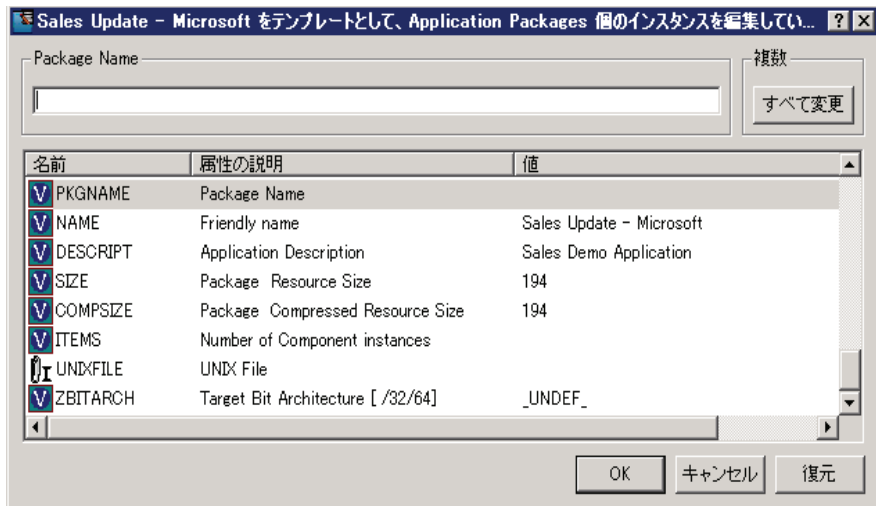 Sales Update - Microsoft をテンプレートとして、Application Packages 個のインスタンスを編集してい...
Package Name
複数
すべて変更
名前 属性の説明 値
PKGNAME Package Name
NAME Friendly name Sales Update - Microsoft
DESCRIPT Application Description Sales Demo Application
SIZE Package Resource Size 194
COMPSIZE Package Compressed Resource Size 194
ITEMS Number of Component instances
UNIXFILE UNIX File
ZBITARCH Target Bit Architecture [ /32/64] _UNDEF_
OK キャンセル 復元